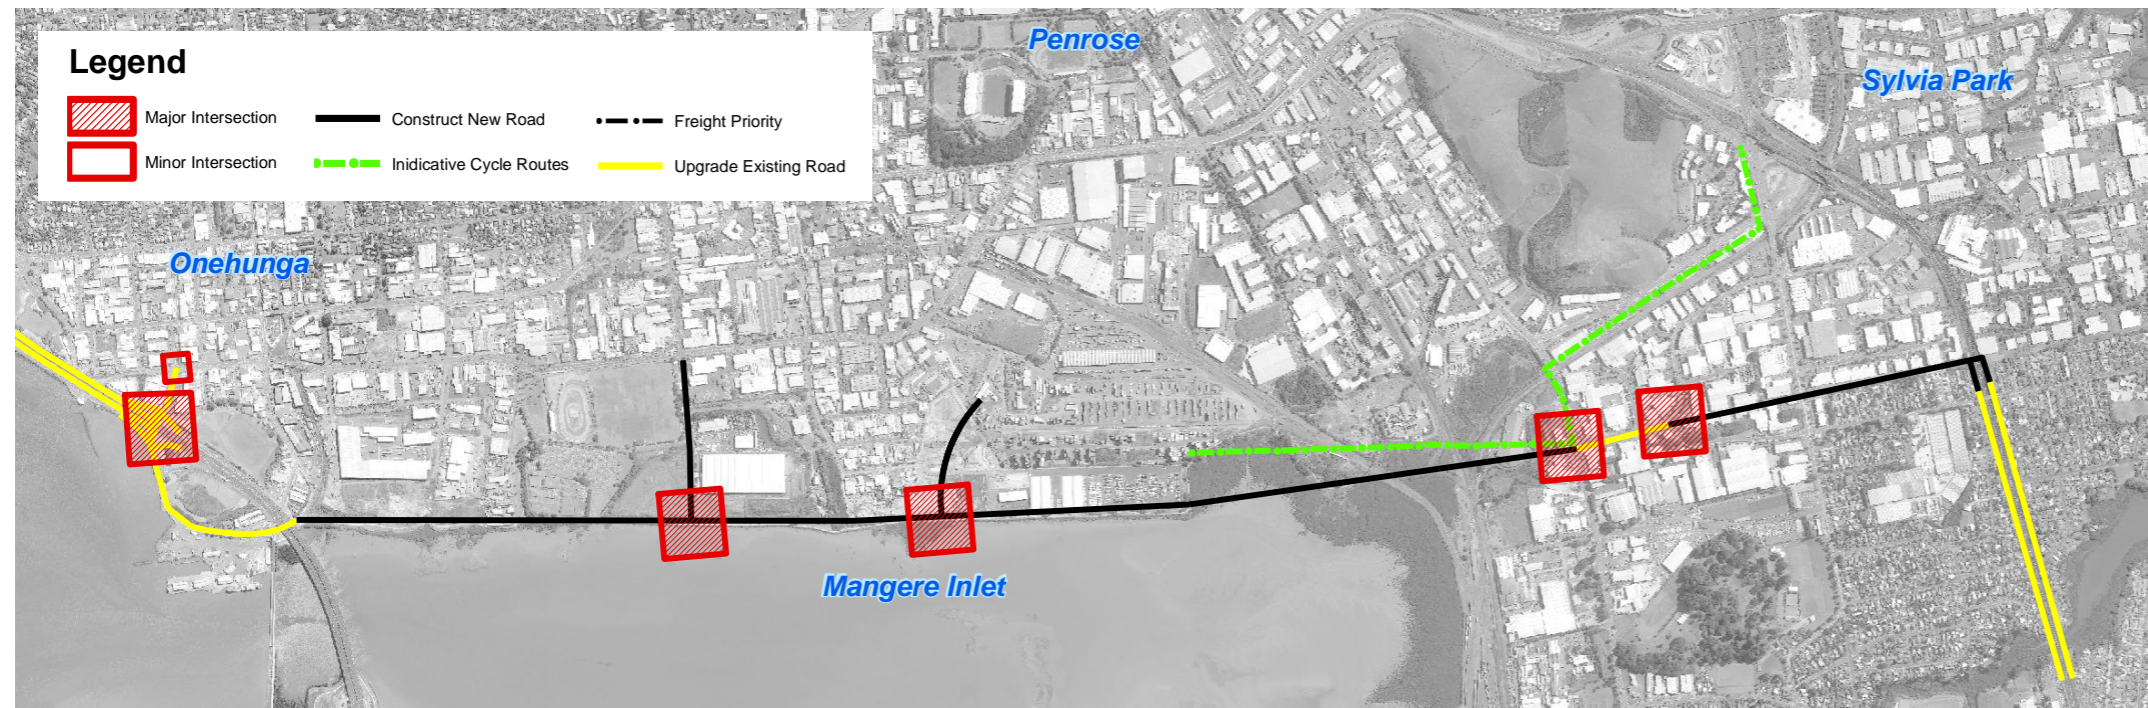 Penrose
Legend
Sylvia Park
Major Intersection
Construct New Road
Freight Priority
Minor Intersection
Inidicative Cycle Routes
Upgrade Existing Road
Onehunga
Mangere Inlet